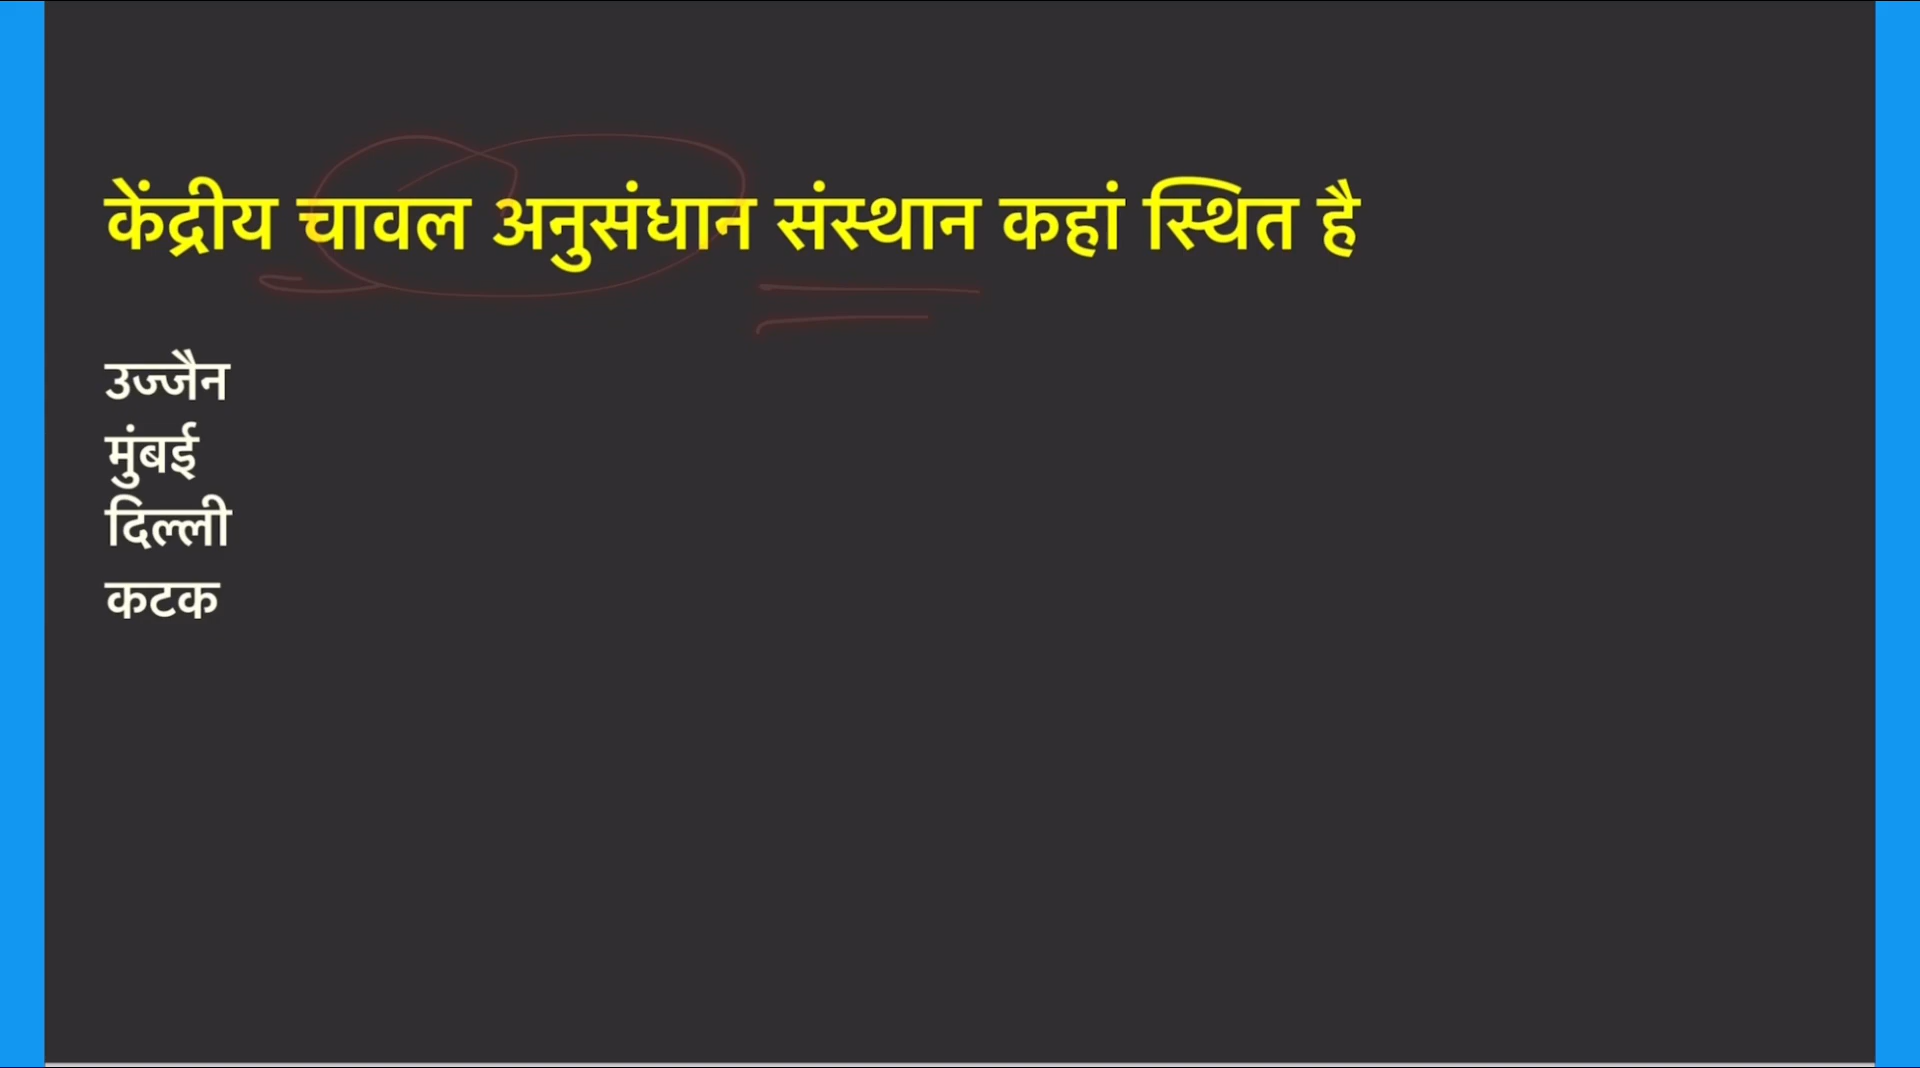 केंद्रीय चावल अनुसंधान संस्थान कहां स्थित है
उज्जैन
मुंबई
दिल्ली
कटक